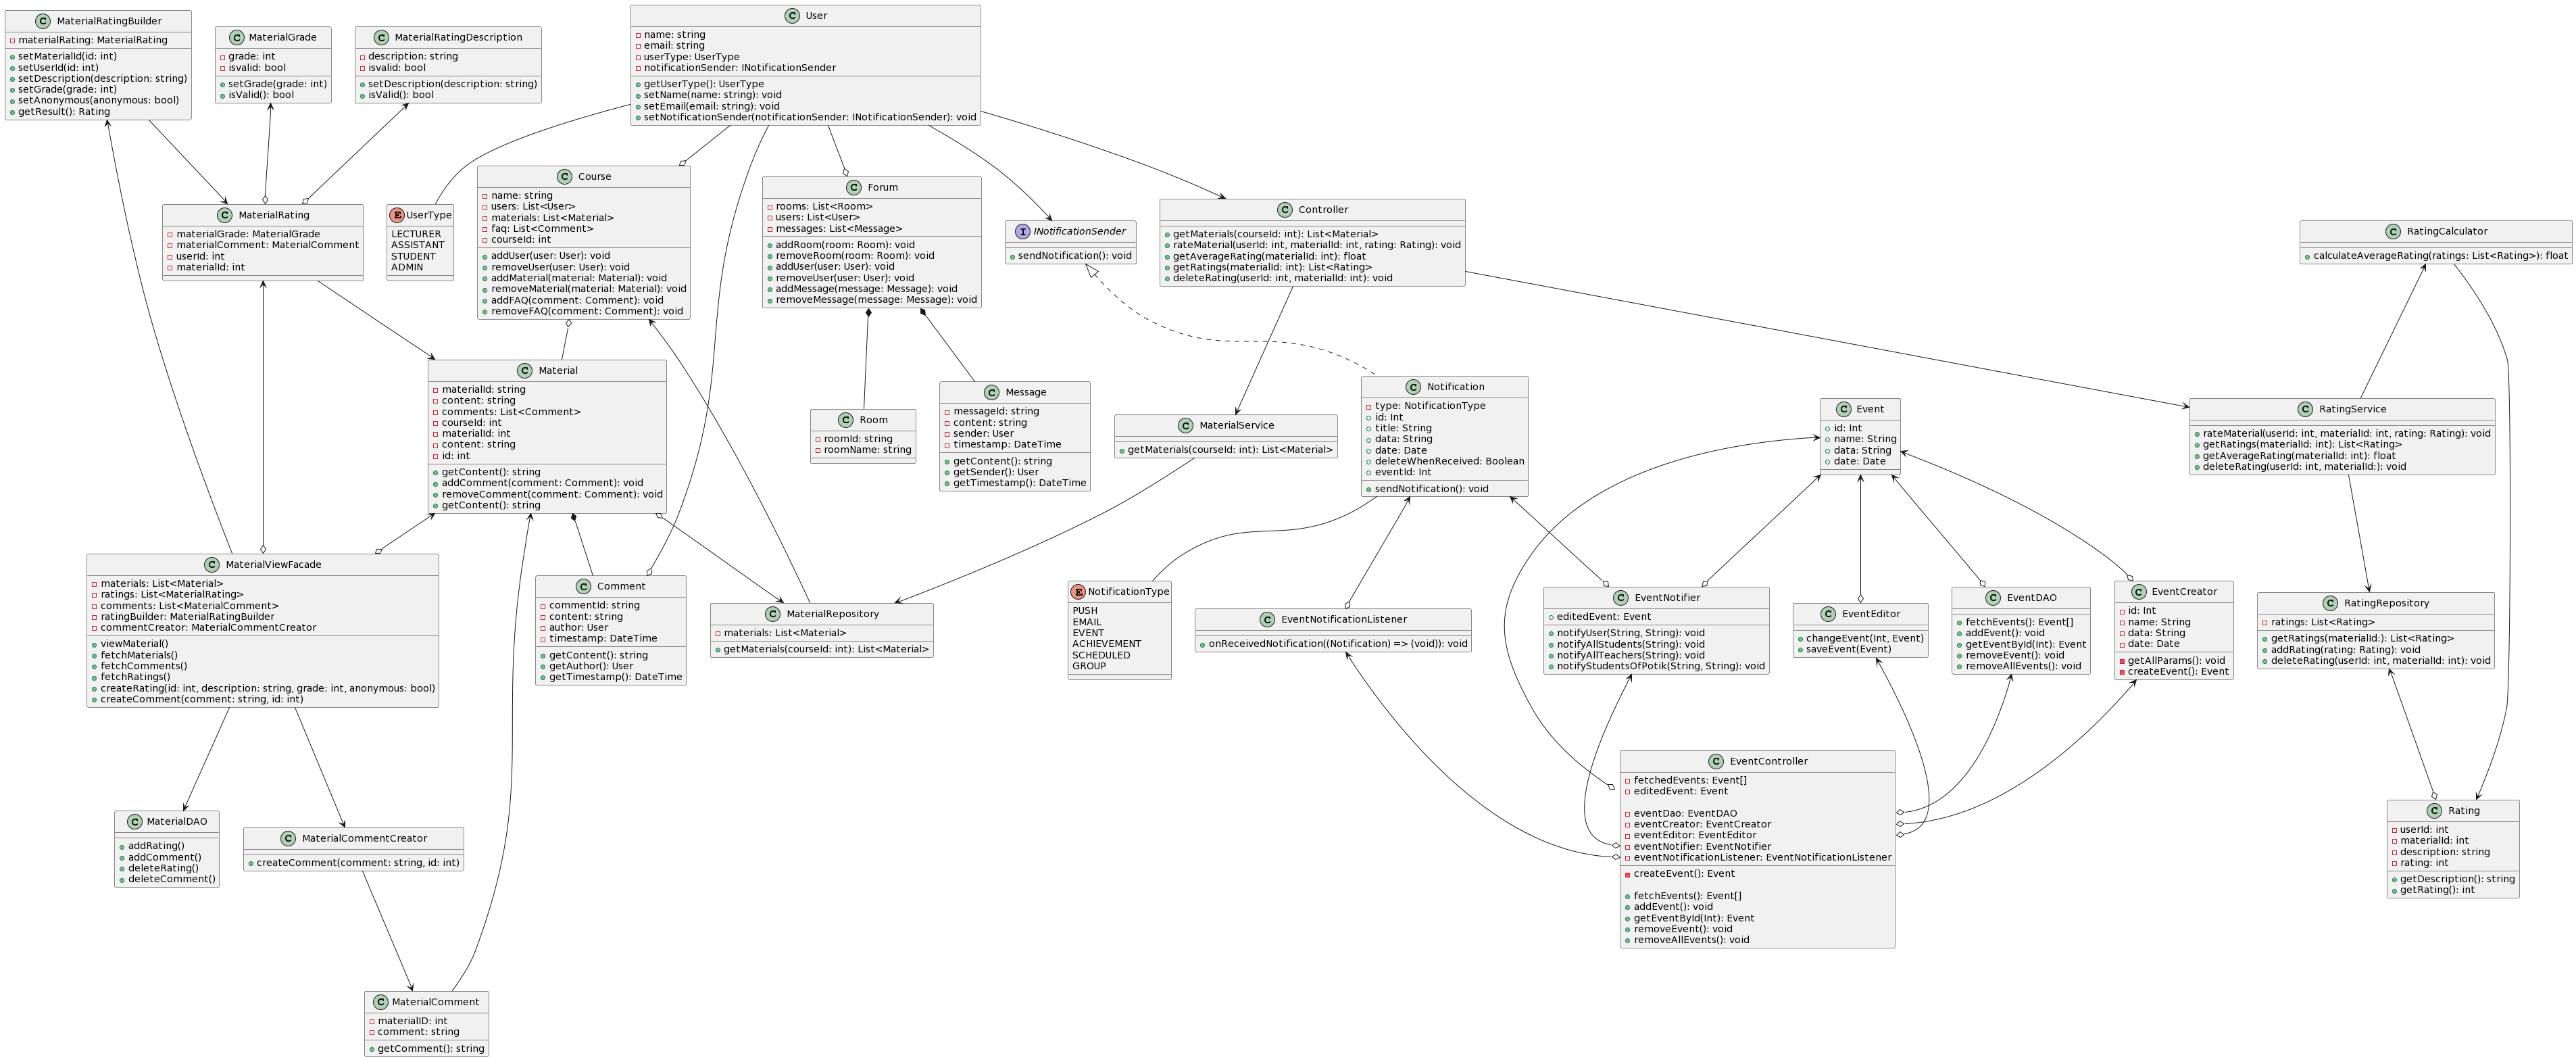 MaterialRatingBuilder
materialRating: MaterialRating
setMaterialId(id: int)
setUserId(id: int)
setDescription(description: string)
setGrade(grade: int)
setAnonymous(anonymous: bool)
getResult(): Rating
MaterialGrade
grade: int
isvalid: bool
setGrade(grade: int)
isValid(): bool
MaterialRatingDescription
description: string
isvalid: bool
setDescription(description: string)
isValid(): bool
User
name: string
email: string
userType: UserType
notificationSender: INotificationSender
getUserType(): UserType
setName(name: string): void
setEmail(email: string): void
setNotificationSender(notificationSender: INotificationSender): void
MaterialRating
materialGrade: MaterialGrade
materialComment: MaterialComment
userId: int
materialId: int
UserType
LECTURER
ASSISTANT
STUDENT
ADMIN
Course
name: string
users: List<User>
materials: List<Material>
faq: List<Comment>
courseId: int
addUser(user: User): void
removeUser(user: User): void
addMaterial(material: Material): void
removeMaterial(material: Material): void
addFAQ(comment: Comment): void
removeFAQ(comment: Comment): void
Forum
rooms: List<Room>
users: List<User>
messages: List<Message>
addRoom(room: Room): void
removeRoom(room: Room): void
addUser(user: User): void
removeUser(user: User): void
addMessage(message: Message): void
removeMessage(message: Message): void
INotificationSender
sendNotification(): void
Controller
getMaterials(courseId: int): List<Material>
rateMaterial(userId: int, materialId: int, rating: Rating): void
getAverageRating(materialId: int): float
getRatings(materialId: int): List<Rating>
deleteRating(userId: int, materialId: int): void
RatingCalculator
calculateAverageRating(ratings: List<Rating>): float
Material
materialId: string
content: string
comments: List<Comment>
courseId: int
materialId: int
content: string
id: int
getContent(): string
addComment(comment: Comment): void
removeComment(comment: Comment): void
getContent(): string
Room
roomId: string
roomName: string
Message
messageId: string
content: string
sender: User
timestamp: DateTime
getContent(): string
getSender(): User
getTimestamp(): DateTime
MaterialService
getMaterials(courseId: int): List<Material>
Notification
type: NotificationType
id: Int
title: String
data: String
date: Date
deleteWhenReceived: Boolean
eventId: Int
sendNotification(): void
Event
id: Int
name: String
data: String
date: Date
RatingService
rateMaterial(userId: int, materialId: int, rating: Rating): void
getRatings(materialId: int): List<Rating>
getAverageRating(materialId: int): float
deleteRating(userId: int, materialId:): void
MaterialViewFacade
materials: List<Material>
ratings: List<MaterialRating>
comments: List<MaterialComment>
ratingBuilder: MaterialRatingBuilder
commentCreator: MaterialCommentCreator
viewMaterial()
fetchMaterials()
fetchComments()
fetchRatings()
createRating(id: int, description: string, grade: int, anonymous: bool)
createComment(comment: string, id: int)
Comment
commentId: string
content: string
author: User
timestamp: DateTime
getContent(): string
getAuthor(): User
getTimestamp(): DateTime
MaterialRepository
materials: List<Material>
getMaterials(courseId: int): List<Material>
NotificationType
PUSH
EMAIL
EVENT
ACHIEVEMENT
SCHEDULED
GROUP
EventNotificationListener
onReceivedNotification((Notification) => (void)): void
EventNotifier
editedEvent: Event
notifyUser(String, String): void
notifyAllStudents(String): void
notifyAllTeachers(String): void
notifyStudentsOfPotik(String, String): void
EventEditor
changeEvent(Int, Event)
saveEvent(Event)
EventDAO
fetchEvents(): Event[]
addEvent(): void
getEventById(Int): Event
removeEvent(): void
removeAllEvents(): void
EventCreator
id: Int
name: String
data: String
date: Date
getAllParams(): void
createEvent(): Event
RatingRepository
ratings: List<Rating>
getRatings(materialId:): List<Rating>
addRating(rating: Rating): void
deleteRating(userId: int, materialId: int): void
MaterialDAO
addRating()
addComment()
deleteRating()
deleteComment()
MaterialCommentCreator
createComment(comment: string, id: int)
EventController
fetchedEvents: Event[]
editedEvent: Event
eventDao: EventDAO
eventCreator: EventCreator
eventEditor: EventEditor
eventNotifier: EventNotifier
eventNotificationListener: EventNotificationListener
createEvent(): Event
fetchEvents(): Event[]
addEvent(): void
getEventById(Int): Event
removeEvent(): void
removeAllEvents(): void
Rating
userId: int
materialId: int
description: string
rating: int
getDescription(): string
getRating(): int
MaterialComment
materialID: int
comment: string
getComment(): string